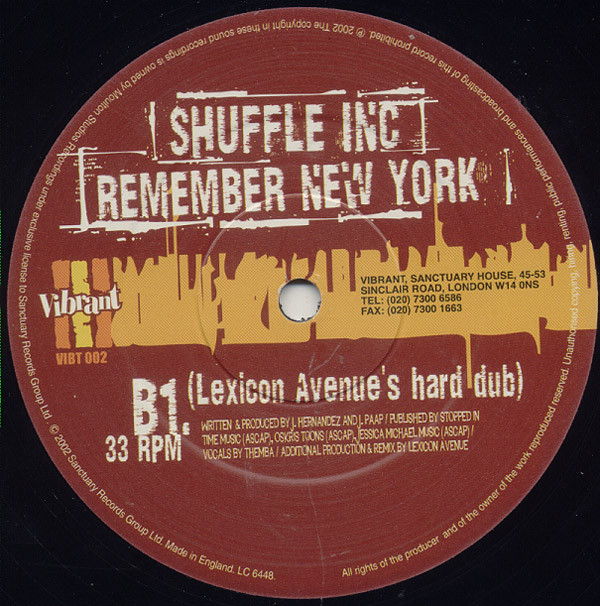 SHUFFLE INC
REMEMBER NEW YORK
Vibrant
VIBT 002
VIBRANT, SANCTUARY HOUSE, 45-53
SINCLAIR ROAD, LONDON W14 0NS
TEL: (020) 7300 6586
FAX: (020) 7300 1663
B1. (Lexicon Avenue's hard dub)
33 RPM
WRITTEN & PRODUCED BY J. HERNANDEZ AND J. PAAP / PUBLISHED BY STOPPED IN
TIME MUSIC (ASCAP), OSKRIS TOONS (ASCAP), JESSICA MICHAEL MUSIC (ASCAP) /
VOCALS BY THEMBA / ADDITIONAL PRODUCTION & REMIX BY LEXICON AVENUE
℗ 2002 The copyright in these sound recordings is owned by Moulton Studios Recordings under exclusive license to Sanctuary Records Group Ltd. © 2002 Sanctuary Records Group Ltd. Made in England. LC 6448.
All rights of the producer and of the owner of the work reproduced reserved. Unauthorised copying, hiring, renting, public performances and broadcasting of this record prohibited.